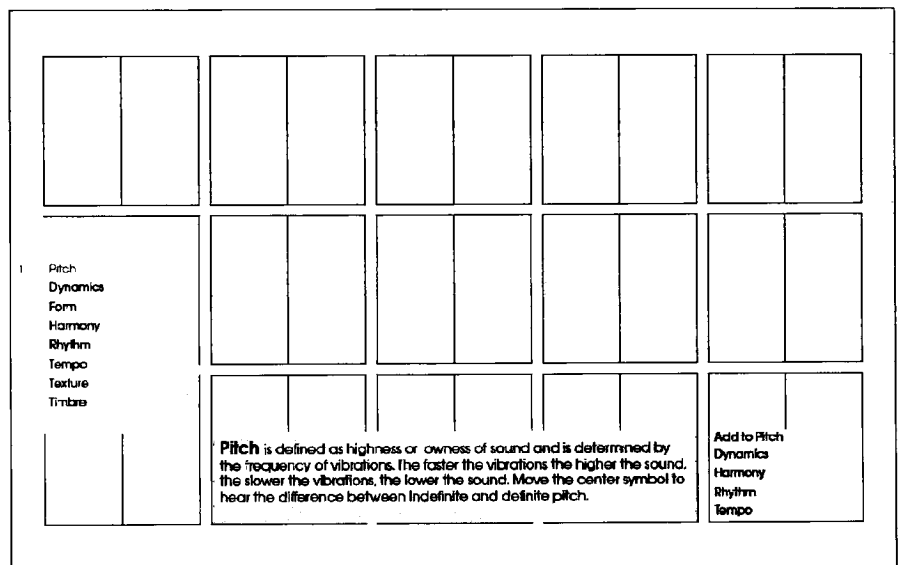 1 Pitch
Dynamics
Form
Harmony
Rhythm
Tempo
Texture
Timbre
Pitch is defined as highness or owness of sound and is determined by
the frequency of vibrations. The faster the vibrations the higher the sound,
the slower the vibrations, the lower the sound. Move the center symbol to
hear the difference between indefinite and definite pitch.
Add to Pitch
Dynamics
Harmony
Rhythm
Tempo